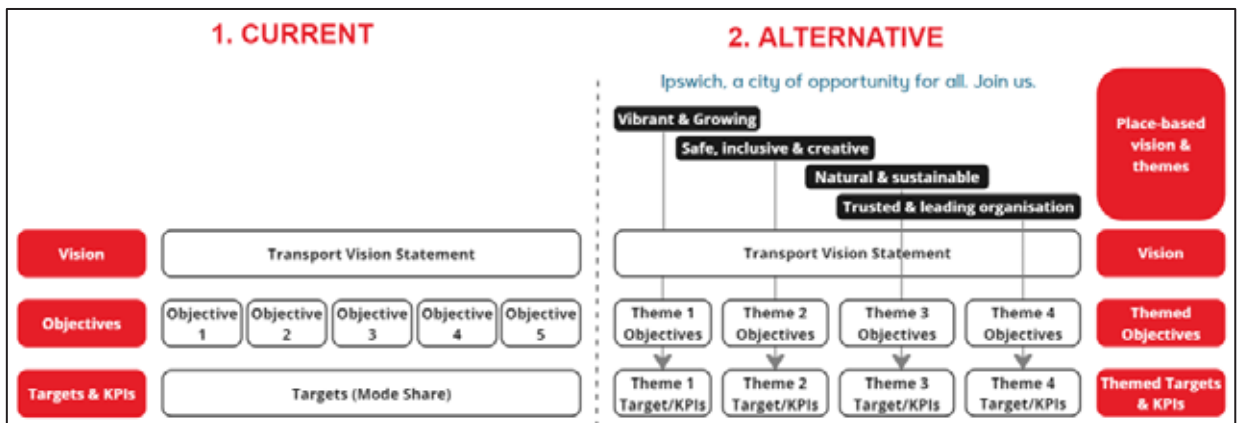 1. CURRENT
2. ALTERNATIVE
Ipswich, a city of opportunity for all. Join us.
Vibrant & Growing
Safe, inclusive & creative
Natural & sustainable
Trusted & leading organisation
Place-based
vision &
themes
Vision
Transport Vision Statement
Transport Vision Statement
Vision
Objectives
Objective
1
Objective
2
Objective
3
Objective
4
Objective
5
Theme 1
Objectives
Theme 2
Objectives
Theme 3
Objectives
Theme 4
Objectives
Themed
Objectives
Targets & KPIs
Targets (Mode Share)
Theme 1
Target/KPIs
Theme 2
Target/KPIs
Theme 3
Target/KPIs
Theme 4
Target/KPIs
Themed Targets
& KPIs